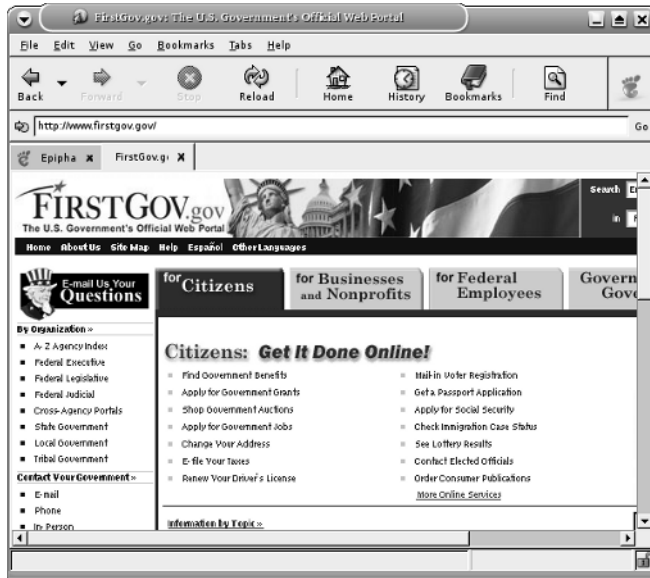 FirstGov.gov: The U.S. Government's Official Web Portal
File Edit View Go Bookmarks Tabs Help
Back Forward Stop Reload Home History Bookmarks Find
http://www.firstgov.gov/ Go
Epipha FirstGov.g
FIRSTGOV.gov
The U.S. Government's Official Web Portal
Search
in
Home About Us Site Map Help Español Other Languages
E-mail Us Your
Questions
for Citizens
for Businesses
and Nonprofits
for Federal
Employees
Govern
Gove
By Organization »
A-Z Agency Index
Federal Executive
Federal Legislative
Federal Judicial
Cross-Agency Portals
State Government
Local Government
Tribal Government
Contact Your Government »
E-mail
Phone
In-Person
Citizens: Get It Done Online!
Find Government Benefits
Apply for Government Grants
Shop Government Auctions
Apply for Government Jobs
Change Your Address
E-file Your Taxes
Renew Your Driver's License
Mail-in Voter Registration
Get a Passport Application
Apply for Social Security
Check Immigration Case Status
See Lottery Results
Contact Elected Officials
Order Consumer Publications
More Online Services
Information by Topic »